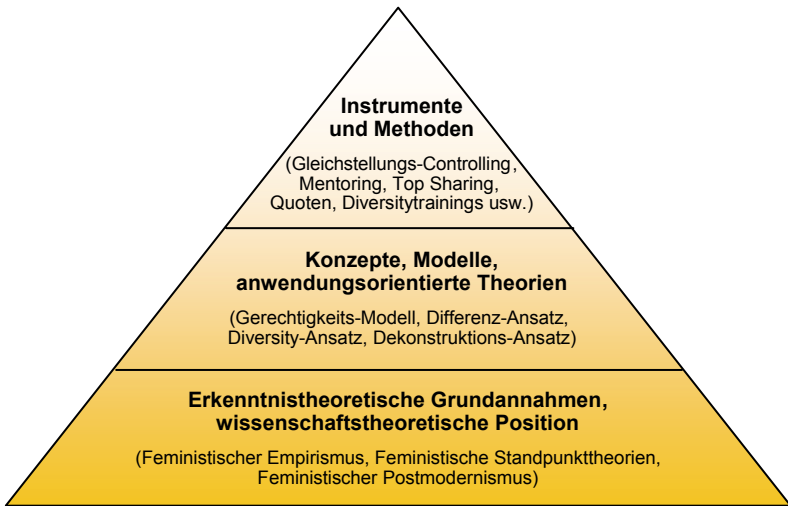 Instrumente
und Methoden
(Gleichstellungs-Controlling,
Mentoring, Top Sharing,
Quoten, Diversitytrainings usw.)
Konzepte, Modelle,
anwendungsorientierte Theorien
(Gerechtigkeits-Modell, Differenz-Ansatz,
Diversity-Ansatz, Dekonstruktions-Ansatz)
Erkenntnistheoretische Grundannahmen,
wissenschaftstheoretische Position
(Feministischer Empirismus, Feministische Standpunkttheorien,
Feministischer Postmodernismus)